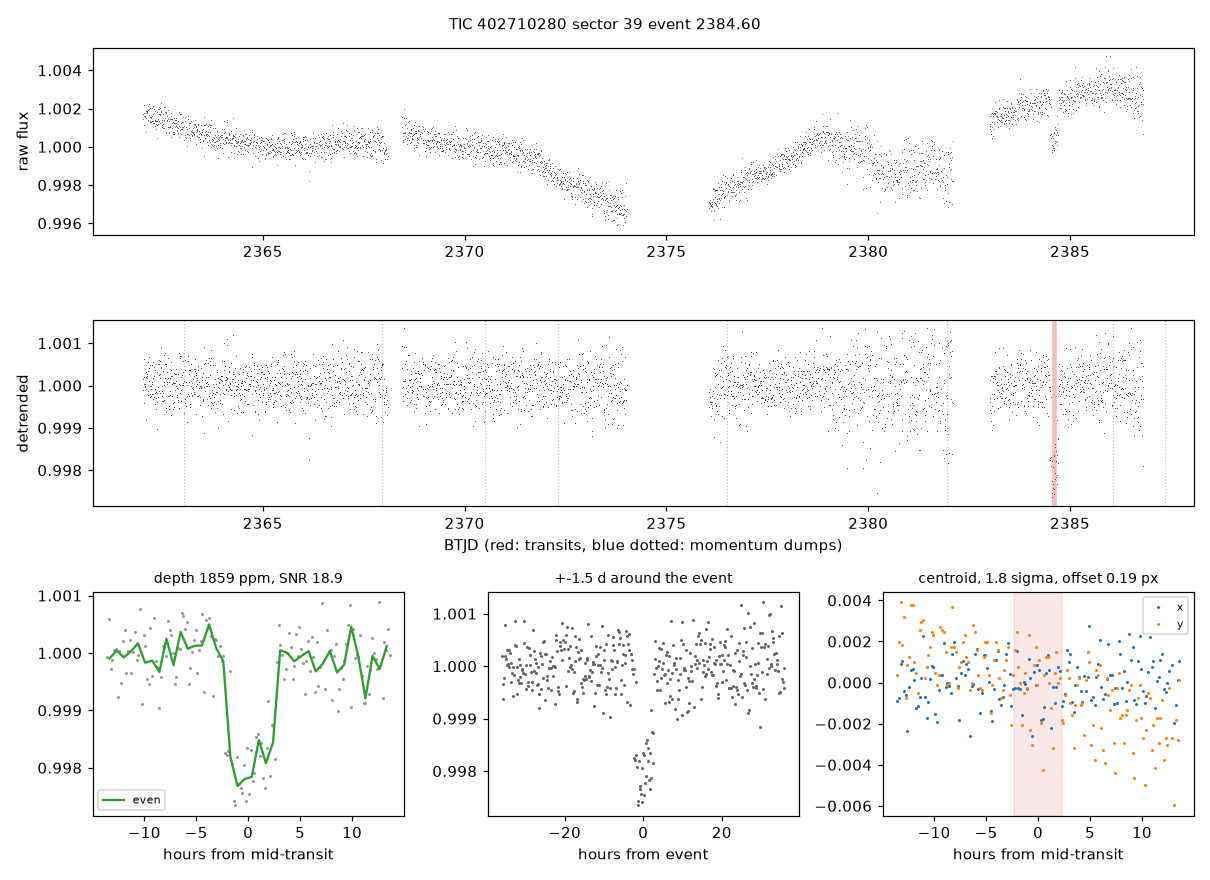 TIC 402710280 sector 39 event 2384.60
raw flux
1.004
1.002
1.000
0.998
0.996
2365 2370 2375 2380 2385
detrended
1.001
1.000
0.999
0.998
2365 2370 2375 2380 2385
BTJD (red: transits, blue dotted: momentum dumps)
depth 1859 ppm, SNR 18.9
1.001
1.000
0.999
0.998
even
−10 −5 0 5 10
hours from mid-transit
+-1.5 d around the event
1.001
1.000
0.999
0.998
−20 0 20
hours from event
centroid, 1.8 sigma, offset 0.19 px
0.004
0.002
0.000
−0.002
−0.004
−0.006
x
y
−10 −5 0 5 10
hours from mid-transit